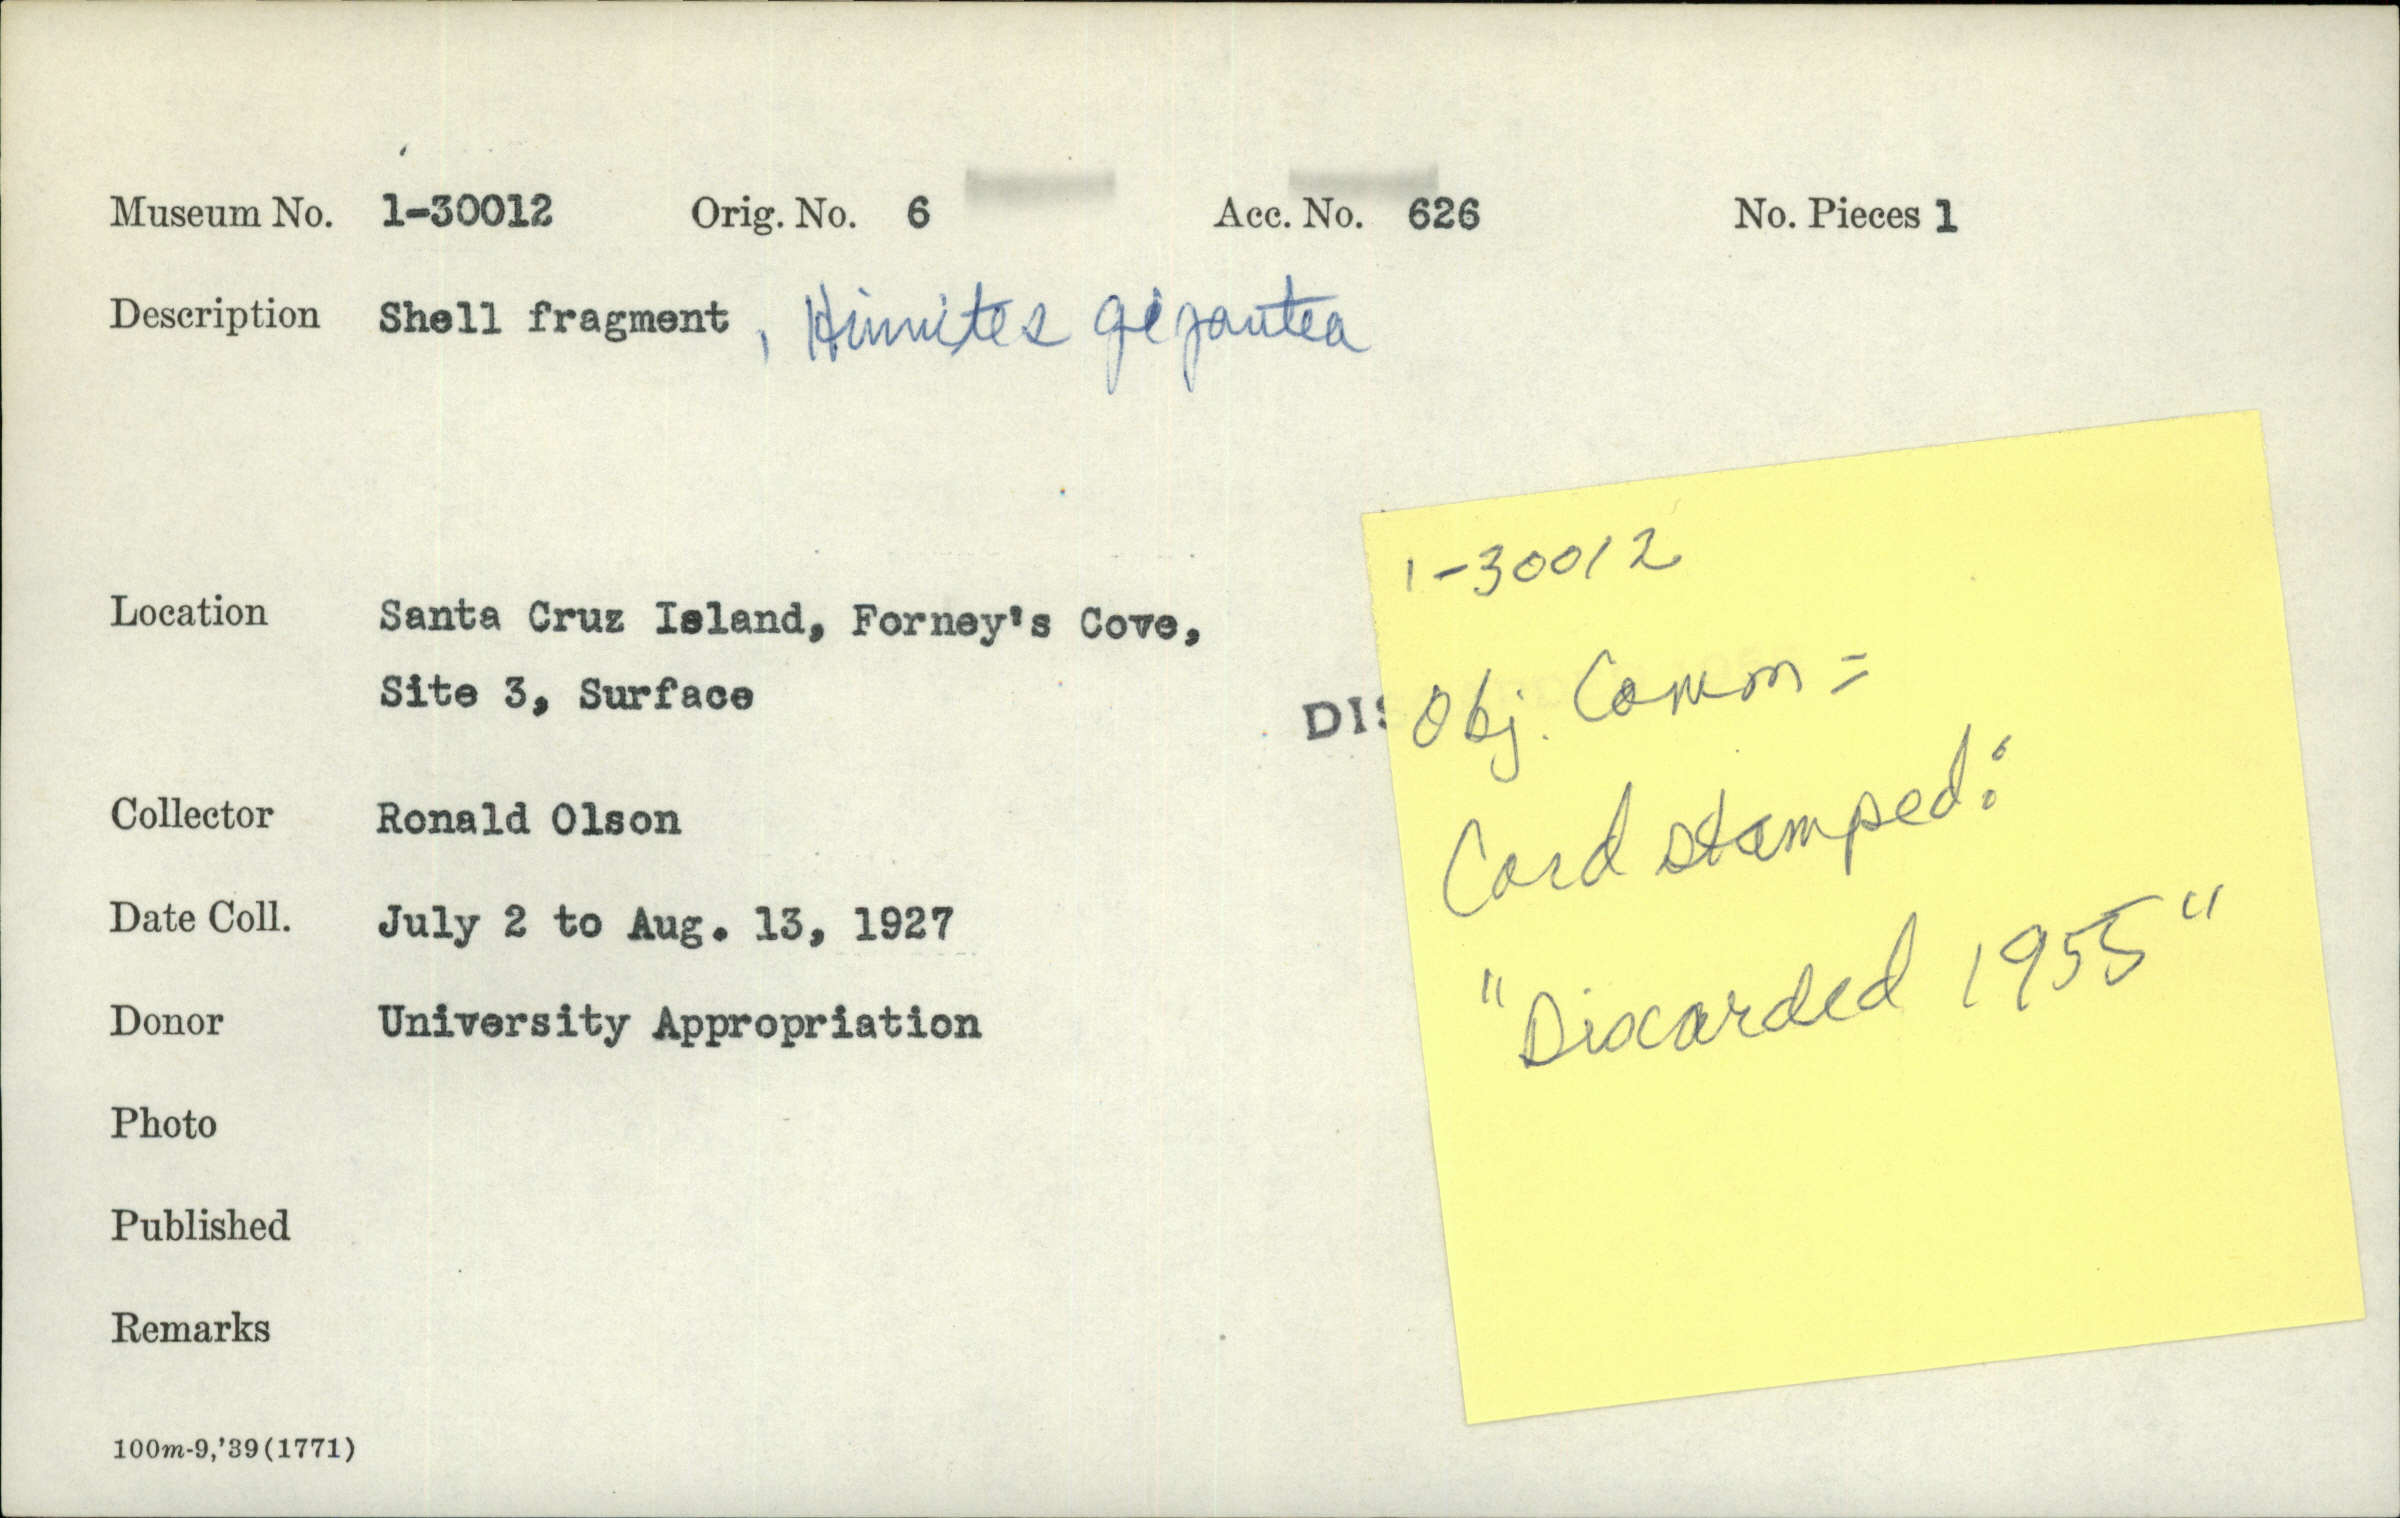 Museum No. 1-30012 Orig. No. 6 Acc. No. 626 No. Pieces 1
Description Shell fragment, Hinnites gigantea
Location Santa Cruz Island, Forney's Cove,
Site 3, Surface
Collector Ronald Olson
Date Coll. July 2 to Aug. 13, 1927
Donor University Appropriation
Photo
Published
Remarks
100m-9,'39(1771)
DIS
1-30012
Obj. Comm =
Card stamped:
"Discarded 1955"